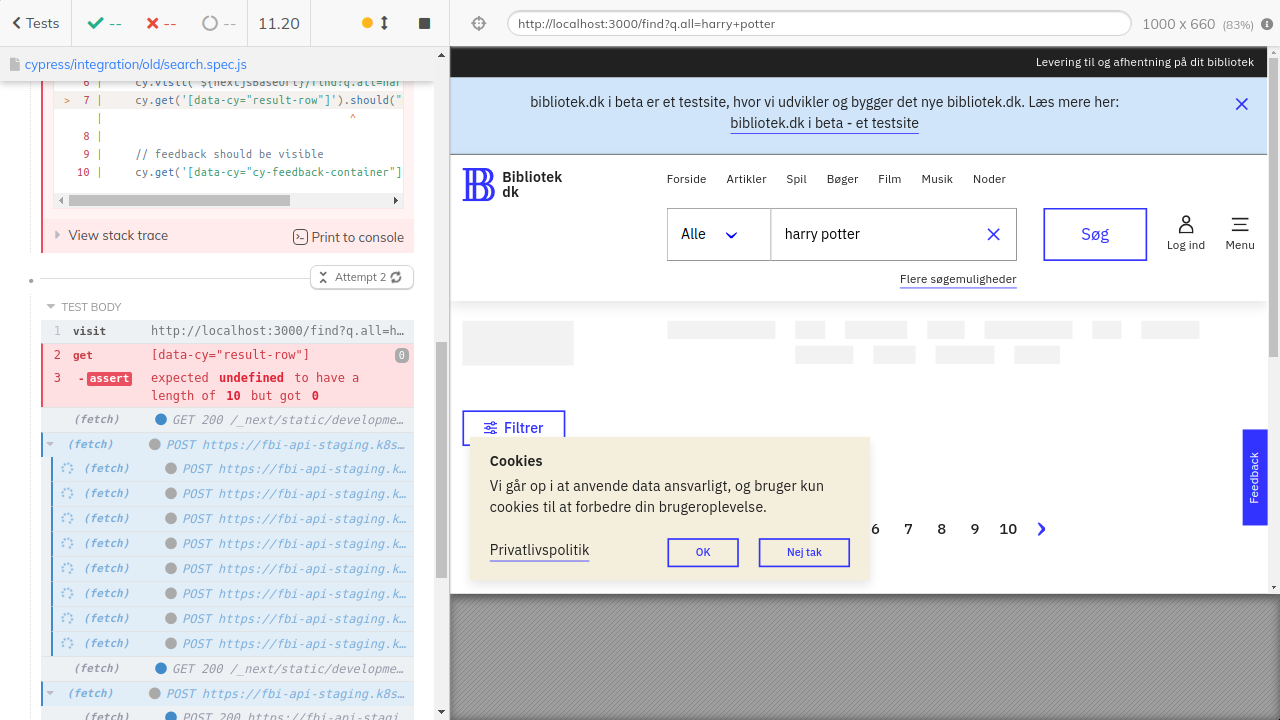 Tests
--
--
--
11.20
cypress/integration/old/search.spec.js
> 7 | cy.get('[data-cy="result-row"]').should("
| ^
8 |
9 | // feedback should be visible
10 | cy.get('[data-cy="cy-feedback-container"]
View stack trace
Print to console
Attempt 2
TEST BODY
1 visit http://localhost:3000/find?q.all=h…
2 get [data-cy="result-row"] 0
3 -assert expected undefined to have a
length of 10 but got 0
(fetch) GET 200 /_next/static/developme…
(fetch) POST https://fbi-api-staging.k8s…
(fetch) POST https://fbi-api-staging.k…
(fetch) POST https://fbi-api-staging.k…
(fetch) POST https://fbi-api-staging.k…
(fetch) POST https://fbi-api-staging.k…
(fetch) POST https://fbi-api-staging.k…
(fetch) POST https://fbi-api-staging.k…
(fetch) POST https://fbi-api-staging.k…
(fetch) POST https://fbi-api-staging.k…
(fetch) GET 200 /_next/static/developme…
(fetch) POST https://fbi-api-staging.k8s…
(fetch) POST 200 https://fbi-api-stagi…
http://localhost:3000/find?q.all=harry+potter
1000 x 660 (83%)
Levering til og afhentning på dit bibliotek
bibliotek.dk i beta er et testsite, hvor vi udvikler og bygger det nye bibliotek.dk. Læs mere her:
bibliotek.dk i beta - et testsite
Bibliotek
dk
Forside Artikler Spil Bøger Film Musik Noder
Alle
harry potter
Søg
Log ind
Menu
Flere søgemuligheder
Filtrer
Cookies
Vi går op i at anvende data ansvarligt, og bruger kun
cookies til at forbedre din brugeroplevelse.
Privatlivspolitik
OK
Nej tak
6 7 8 9 10
Feedback